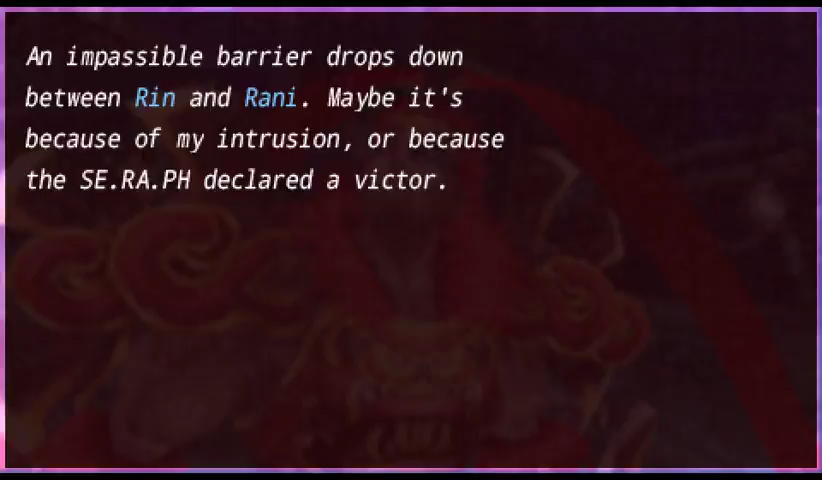 An impassible barrier drops down
between Rin and Rani. Maybe it's
because of my intrusion, or because
the SE.RA.PH declared a victor.